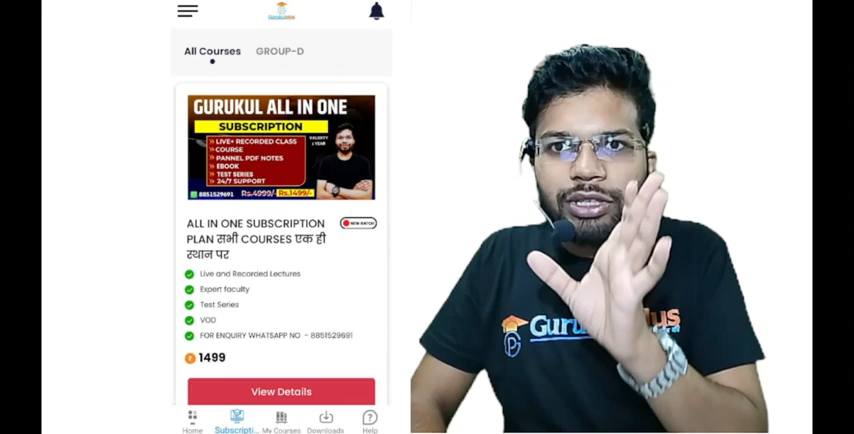 All Courses GROUP-D
GURUKUL ALL IN ONE
SUBSCRIPTION
LIVE+ RECORDED CLASS
COURSE
PANNEL PDF NOTES
EBOOK
TEST SERIES
24/7 SUPPORT
VALIDITY
1 YEAR
8851529691 Rs.4999/- Rs.1499/-
ALL IN ONE SUBSCRIPTION
PLAN सभी COURSES एक ही
स्थान पर
NEW BATCH
Live and Recorded Lectures
Expert faculty
Test Series
VOD
FOR ENQUIRY WHATSAPP NO - 8851529691
₹ 1499
View Details
Home Subscripti... My Courses Downloads Help